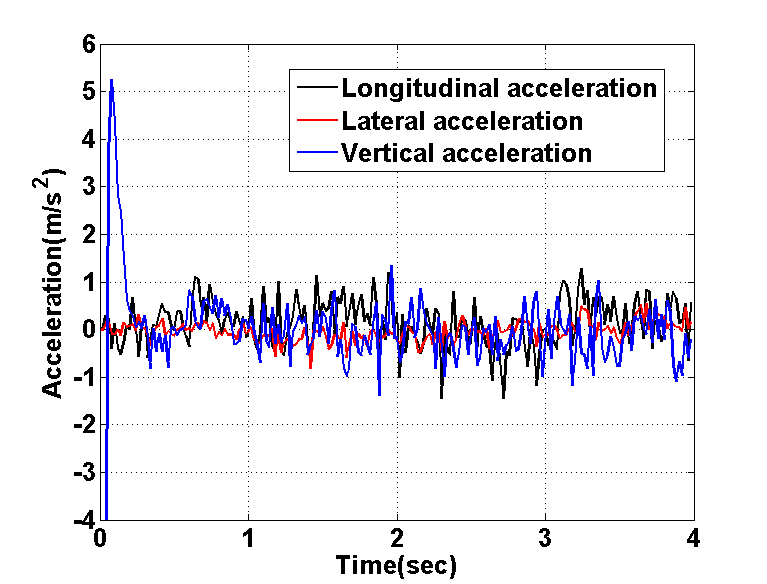 6
5
4
3
2
1
0
-1
-2
-3
-4
Acceleration(m/s²)
Longitudinal acceleration
Lateral acceleration
Vertical acceleration
0 1 2 3 4
Time(sec)